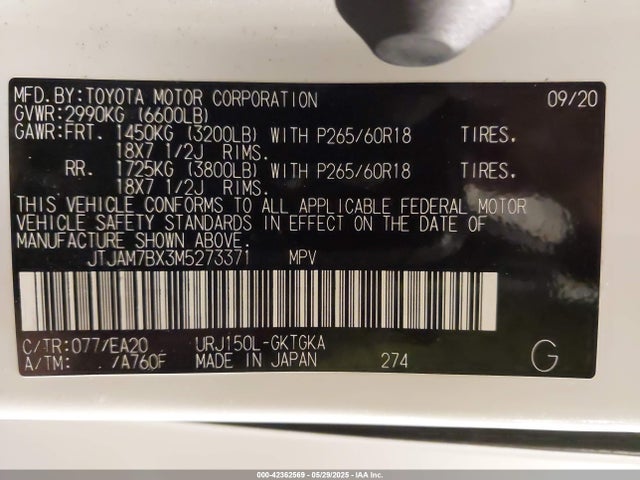 MFD.BY:TOYOTA MOTOR CORPORATION 09/20
GVWR:2990KG (6600LB)
GAWR:FRT. 1450KG (3200LB) WITH P265/60R18 TIRES.
18X7 1/2J RIMS.
RR. 1725KG (3800LB) WITH P265/60R18 TIRES.
18X7 1/2J RIMS.
THIS VEHICLE CONFORMS TO ALL APPLICABLE FEDERAL MOTOR
VEHICLE SAFETY STANDARDS IN EFFECT ON THE DATE OF
MANUFACTURE SHOWN ABOVE.
JTJAM7BX3M5273371 MPV
C/TR:077/EA20 URJ150L-GKTGKA
A/TM: /A760F MADE IN JAPAN 274 G
000-42362569 - 05/29/2025 - IAA Inc.